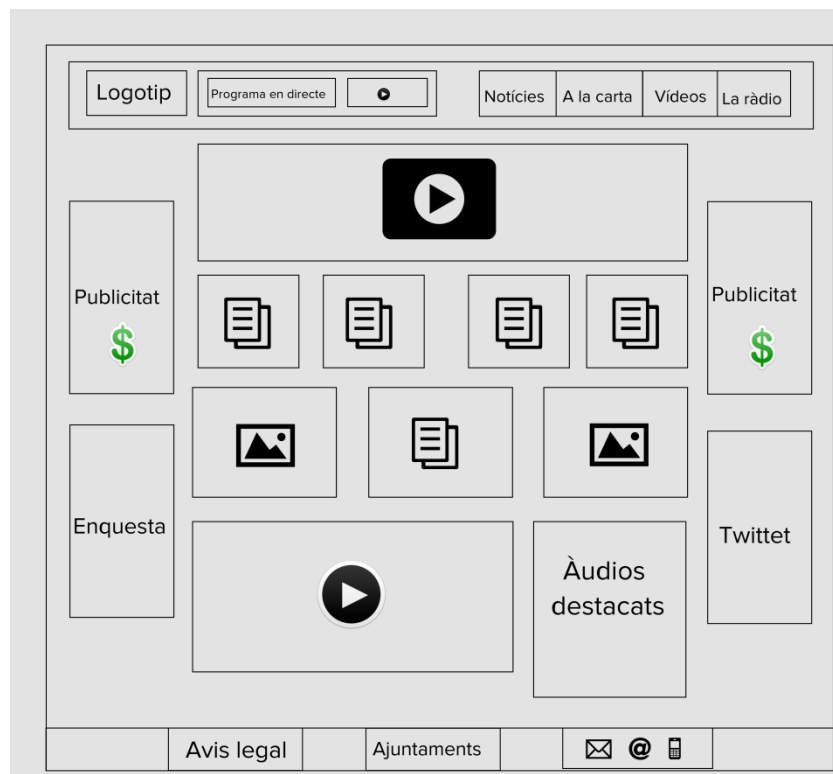 Logotip
Programa en directe
Notícies
A la carta
Vídeos
La ràdio
Publicitat
$
Publicitat
$
Enquesta
Twittet
Àudios
destacats
Avis legal
Ajuntaments
@